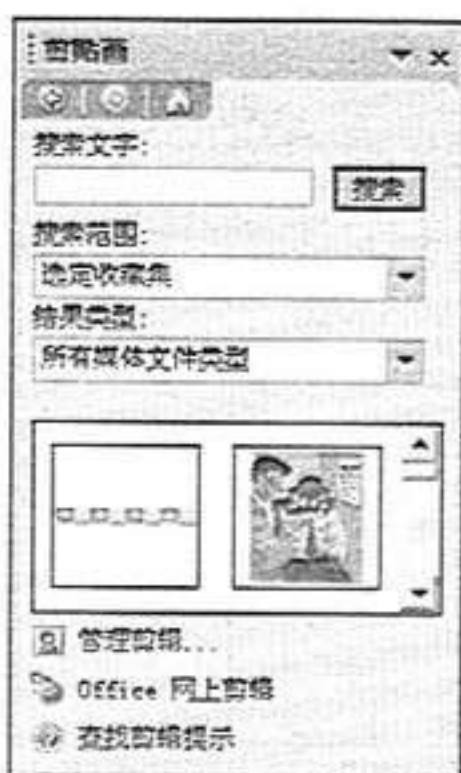 剪贴画
搜索文字:
搜索
搜索范围:
选定收藏集
结果类型:
所有媒体文件类型
管理剪辑...
Office 网上剪辑
查找剪辑提示